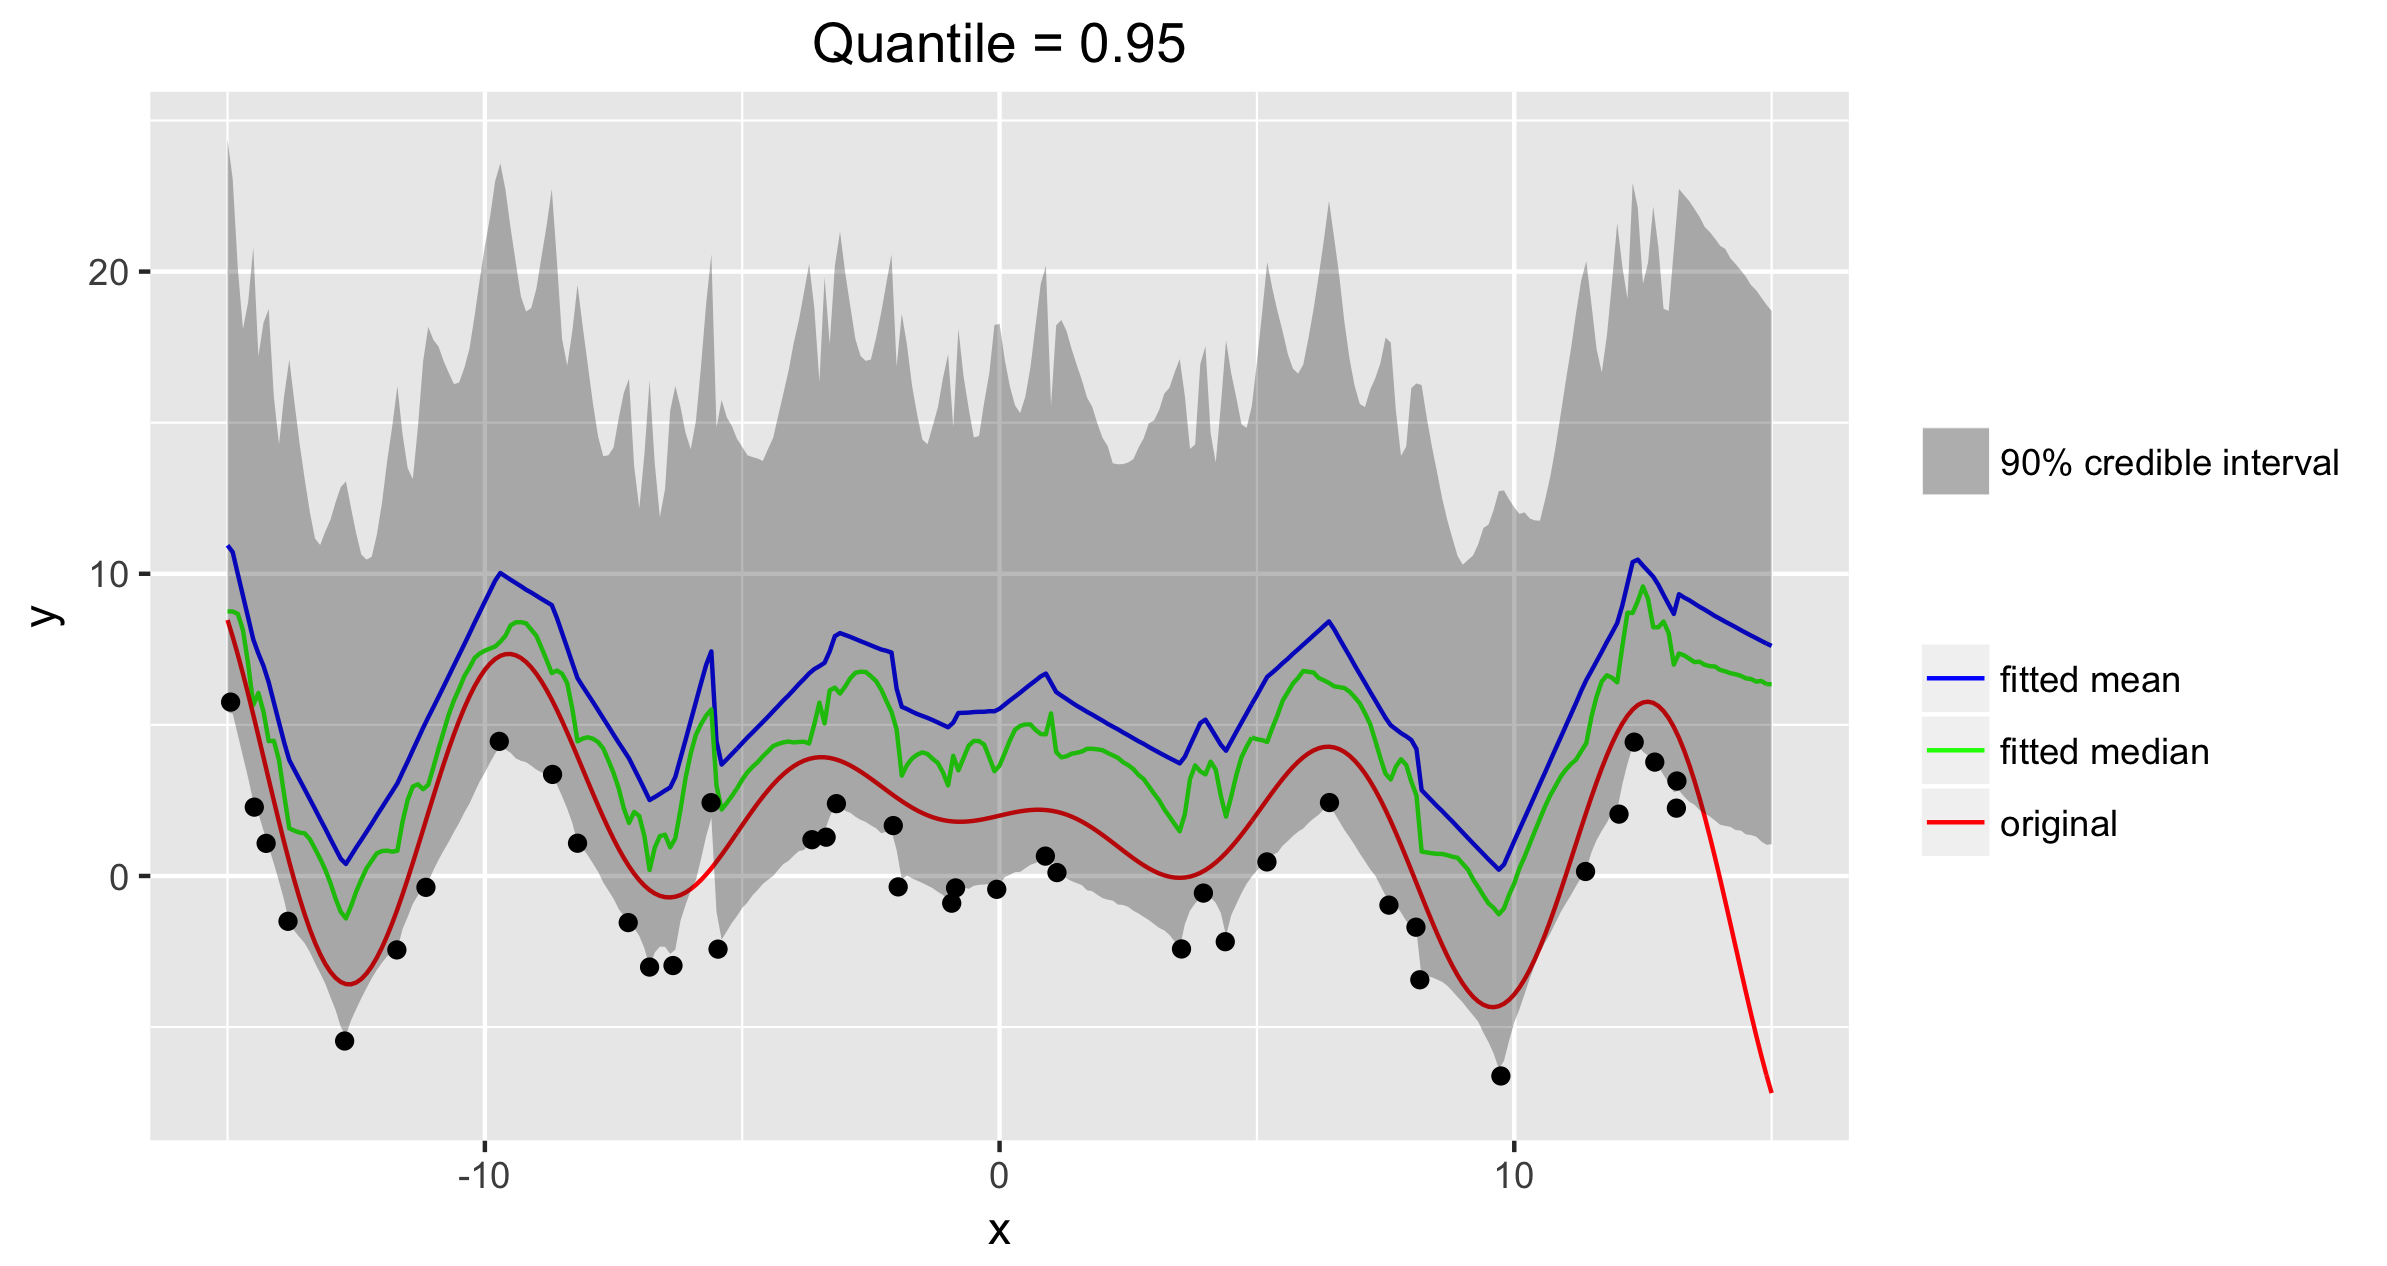 Quantile = 0.95
y
20
10
0
-10
0
10
x
90% credible interval
fitted mean
fitted median
original